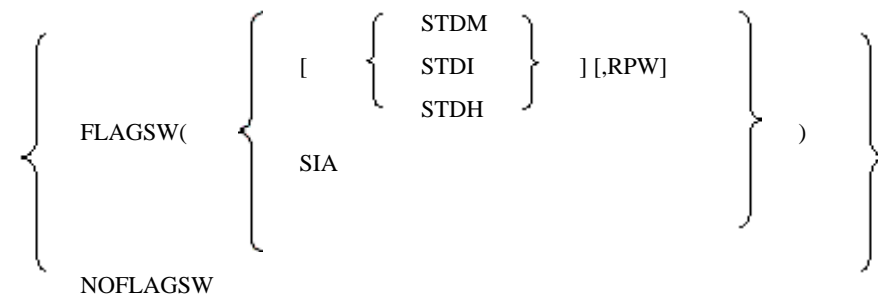 STDM
[ STDI ] [,RPW]
STDH
FLAGSW( )
SIA
NOFLAGSW